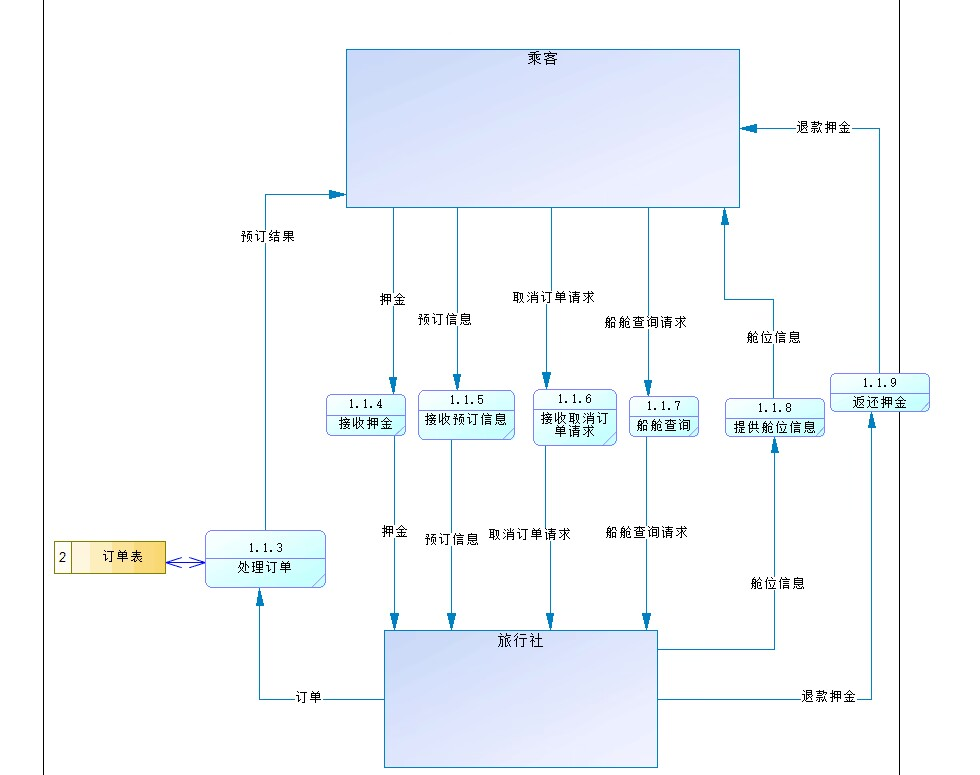 乘客
退款押金
预订结果
押金
预订信息
取消订单请求
船舱查询请求
舱位信息
1.1.4
接收押金
1.1.5
接收预订信息
1.1.6
接收取消订
单请求
1.1.7
船舱查询
1.1.8
提供舱位信息
1.1.9
返还押金
押金
预订信息
取消订单请求
船舱查询请求
2
订单表
1.1.3
处理订单
舱位信息
旅行社
订单
退款押金